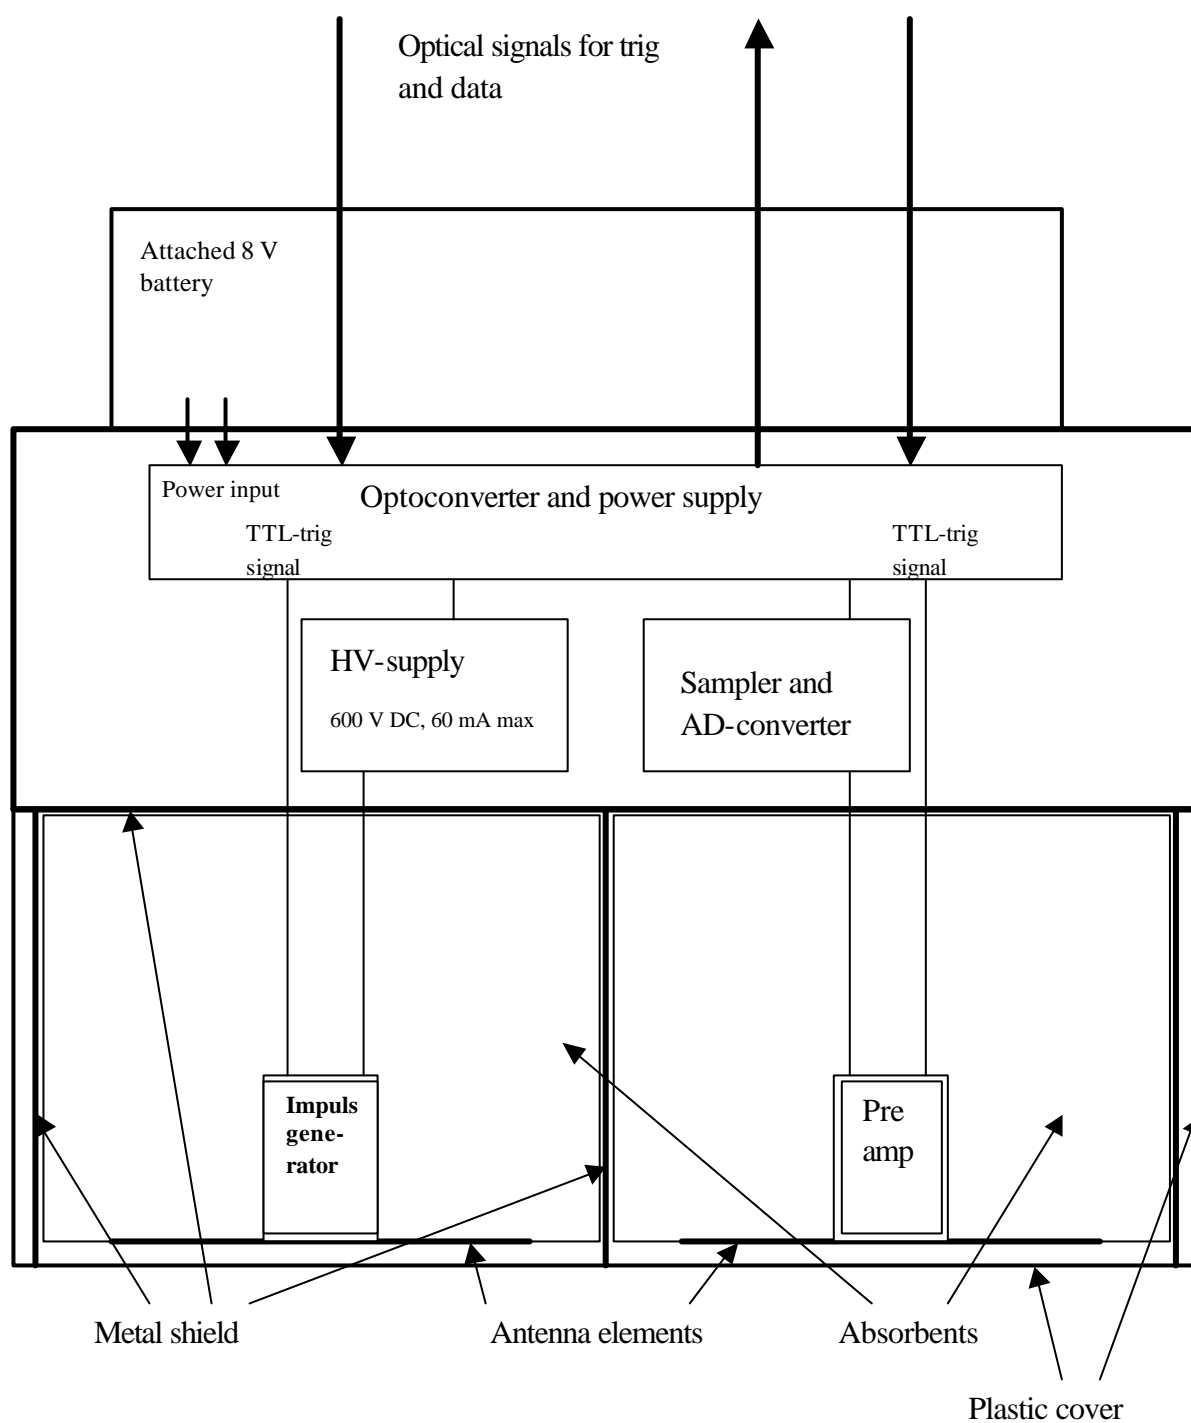 Optical signals for trig
and data
Attached 8 V
battery
Power input
Optoconverter and power supply
TTL-trig
signal
TTL-trig
signal
HV-supply
600 V DC, 60 mA max
Sampler and
AD-converter
Impuls
gene-
rator
Pre
amp
Metal shield
Antenna elements
Absorbents
Plastic cover